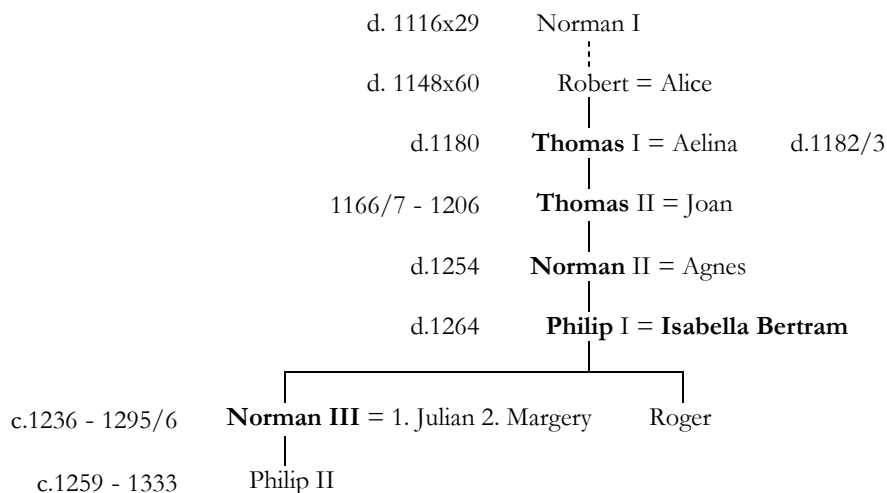 d. 1116x29 Norman I
d. 1148x60 Robert = Alice
d.1180 Thomas I = Aelina d.1182/3
1166/7 - 1206 Thomas II = Joan
d.1254 Norman II = Agnes
d.1264 Philip I = Isabella Bertram
c.1236 - 1295/6 Norman III = 1. Julian 2. Margery Roger
c.1259 - 1333 Philip II